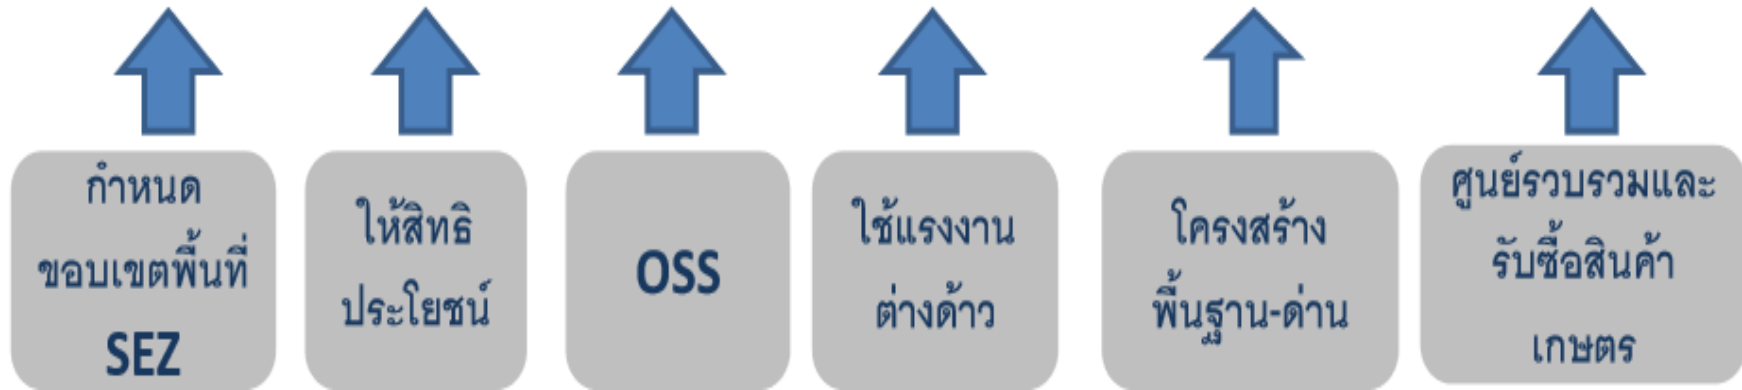 กำหนด
ขอบเขตพื้นที่
SEZ
ให้สิทธิ
ประโยชน์
OSS
ใช้แรงงาน
ต่างด้าว
โครงสร้าง
พื้นฐาน-ด่าน
ศูนย์รวบรวมและ
รับซื้อสินค้า
เกษตร